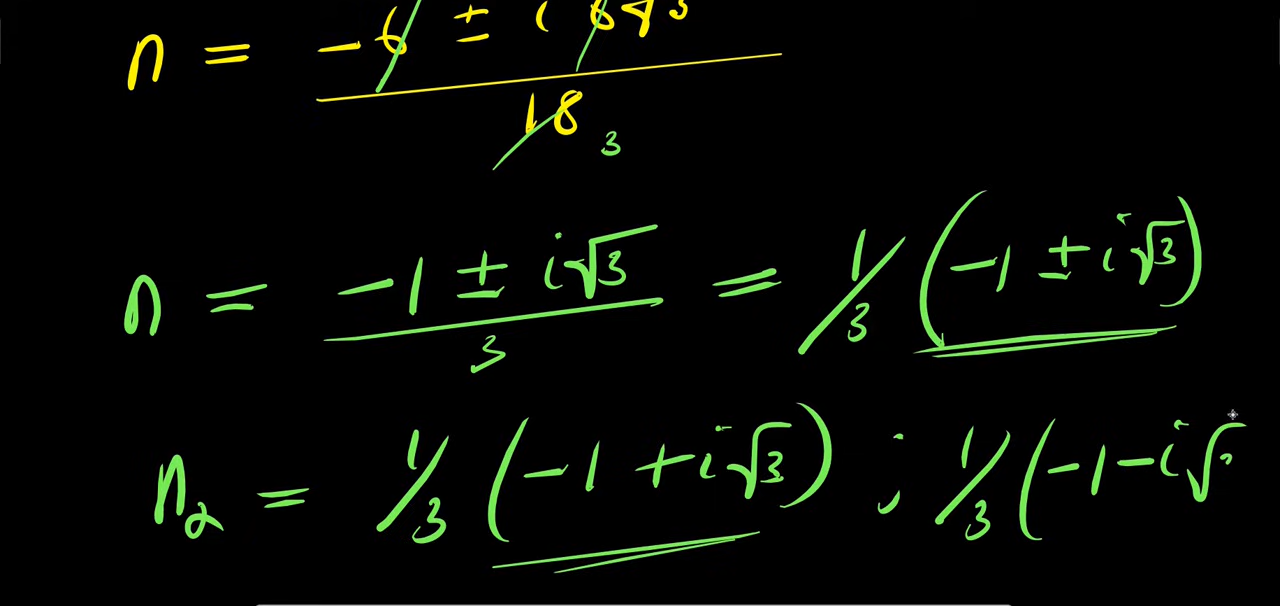 n = -6 ± i 6√3 / 18 3
n = -1 ± i√3 / 3 = 1/3 (-1 ± i√3)
n2 = 1/3 (-1 + i√3) ; 1/3 (-1 - i√